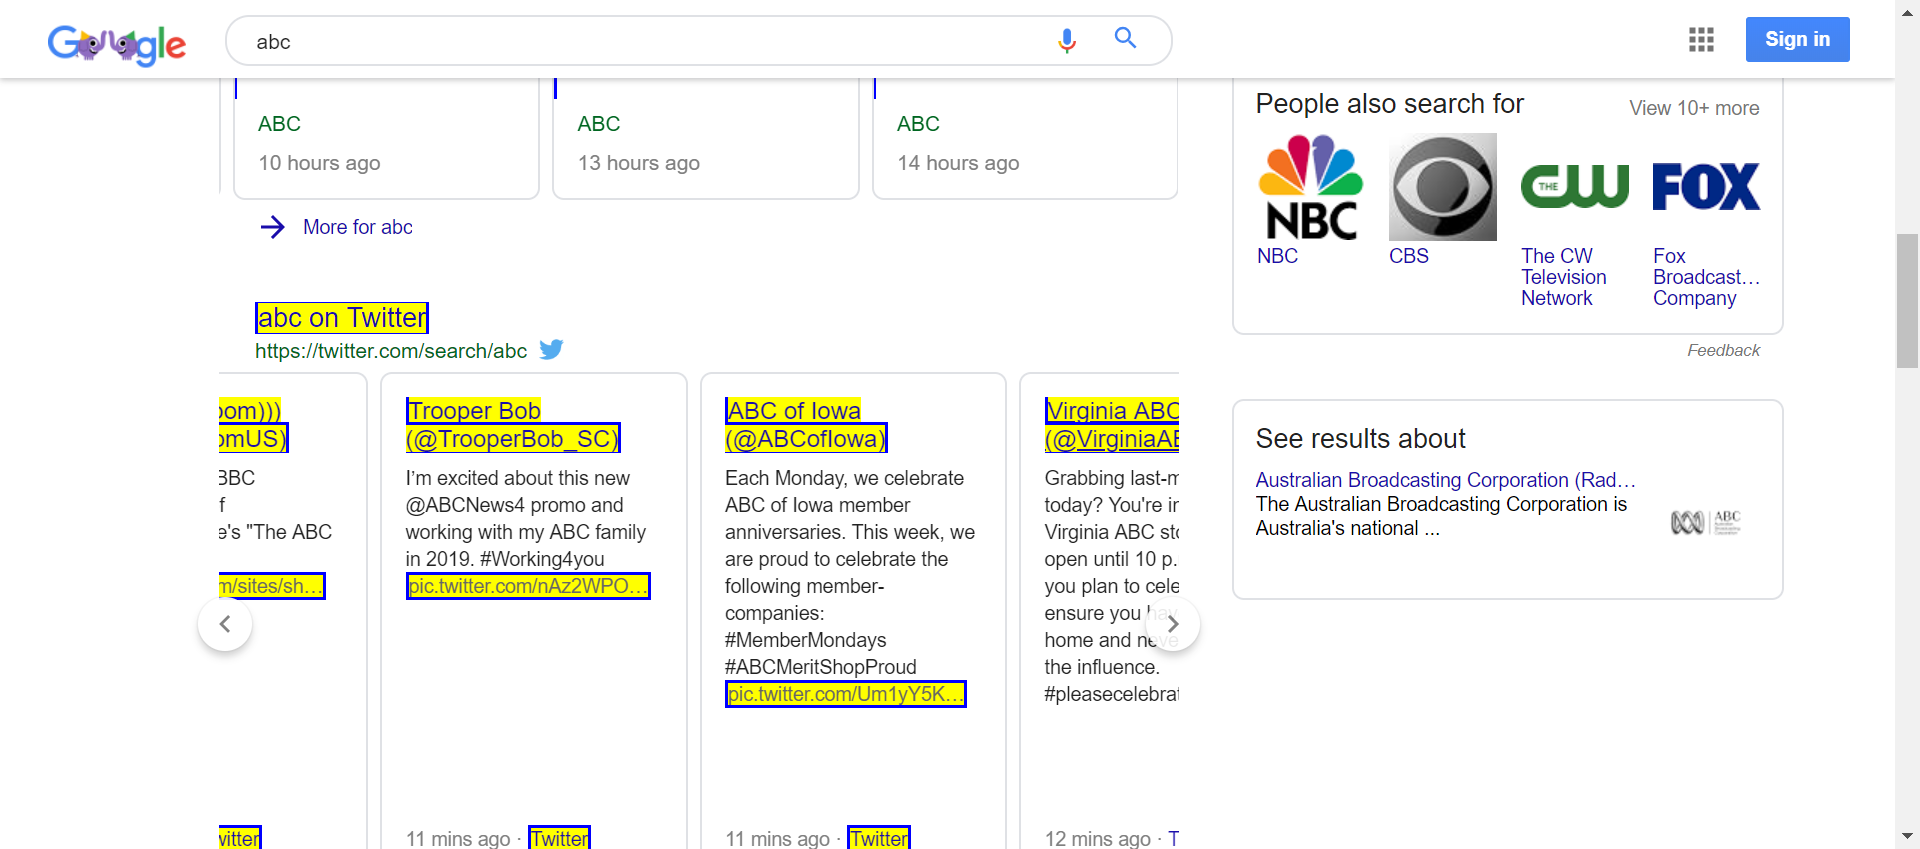 Google
abc
Sign in
ABC
10 hours ago
ABC
13 hours ago
ABC
14 hours ago
More for abc
abc on Twitter
https://twitter.com/search/abc
oom)))
omUS)
BBC
f
e's "The ABC
m/sites/sh...
witter
Trooper Bob
(@TrooperBob_SC)
I'm excited about this new
@ABCNews4 promo and
working with my ABC family
in 2019. #Working4you
pic.twitter.com/nAz2WPO...
11 mins ago · Twitter
ABC of Iowa
(@ABCofIowa)
Each Monday, we celebrate
ABC of Iowa member
anniversaries. This week, we
are proud to celebrate the
following member-
companies:
#MemberMondays
#ABCMeritShopProud
pic.twitter.com/Um1yY5K...
11 mins ago · Twitter
Virginia ABC
(@VirginiaAB
Grabbing last-m
today? You're in
Virginia ABC sto
open until 10 p.
you plan to cele
ensure you hav
home and neve
the influence.
#pleasecelebrat
12 mins ago · T
People also search for
View 10+ more
NBC
NBC
CBS
THE CW
The CW
Television
Network
FOX
Fox
Broadcast...
Company
Feedback
See results about
Australian Broadcasting Corporation (Rad...
The Australian Broadcasting Corporation is
Australia's national ...
ABC